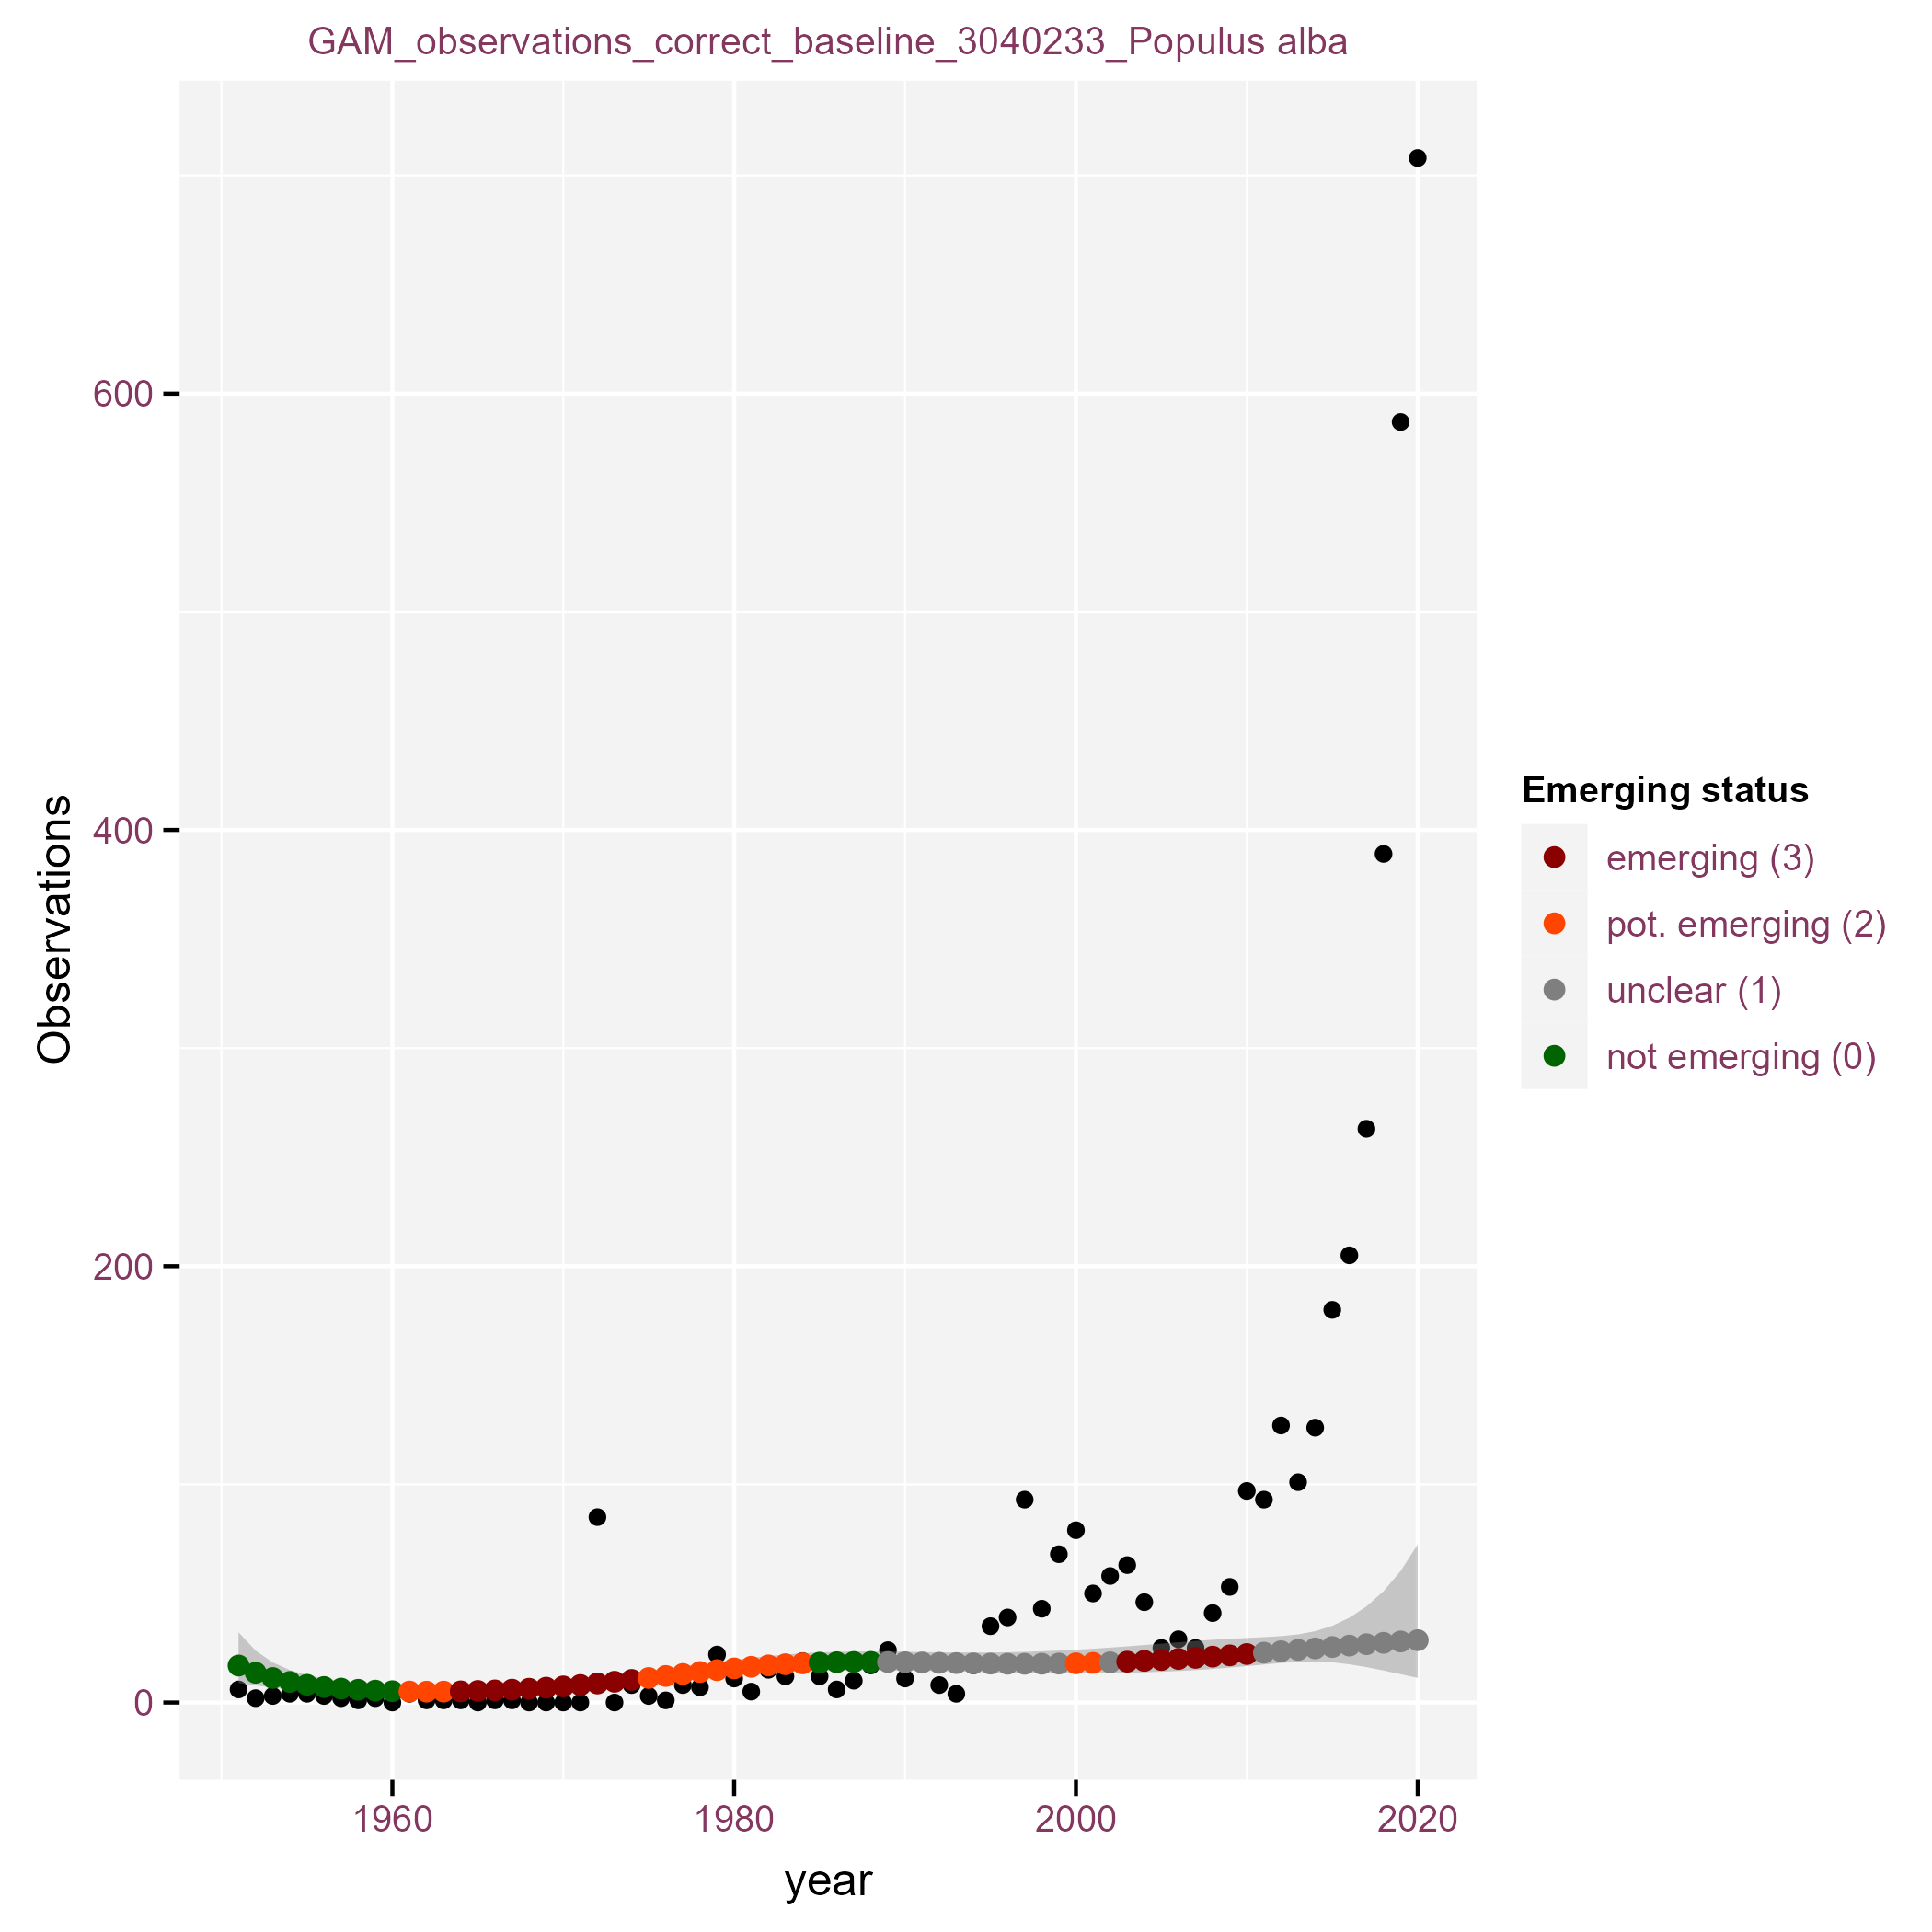 GAM_observations_correct_baseline_3040233_Populus alba
600
400
200
0
Observations
1960
1980
2000
2020
year
Emerging status
emerging (3)
pot. emerging (2)
unclear (1)
not emerging (0)